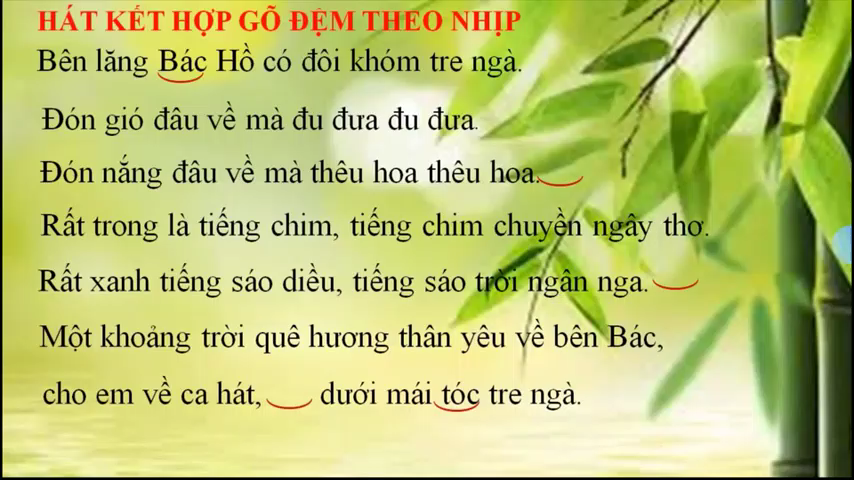 HÁT KẾT HỢP GÕ ĐỆM THEO NHỊP
Bên lăng Bác Hồ có đôi khóm tre ngà.
Đón gió đâu về mà đu đưa đu đưa.
Đón nắng đâu về mà thêu hoa thêu hoa.
Rất trong là tiếng chim, tiếng chim chuyền ngây thơ.
Rất xanh tiếng sáo diều, tiếng sáo trời ngân nga.
Một khoảng trời quê hương thân yêu về bên Bác,
cho em về ca hát, dưới mái tóc tre ngà.